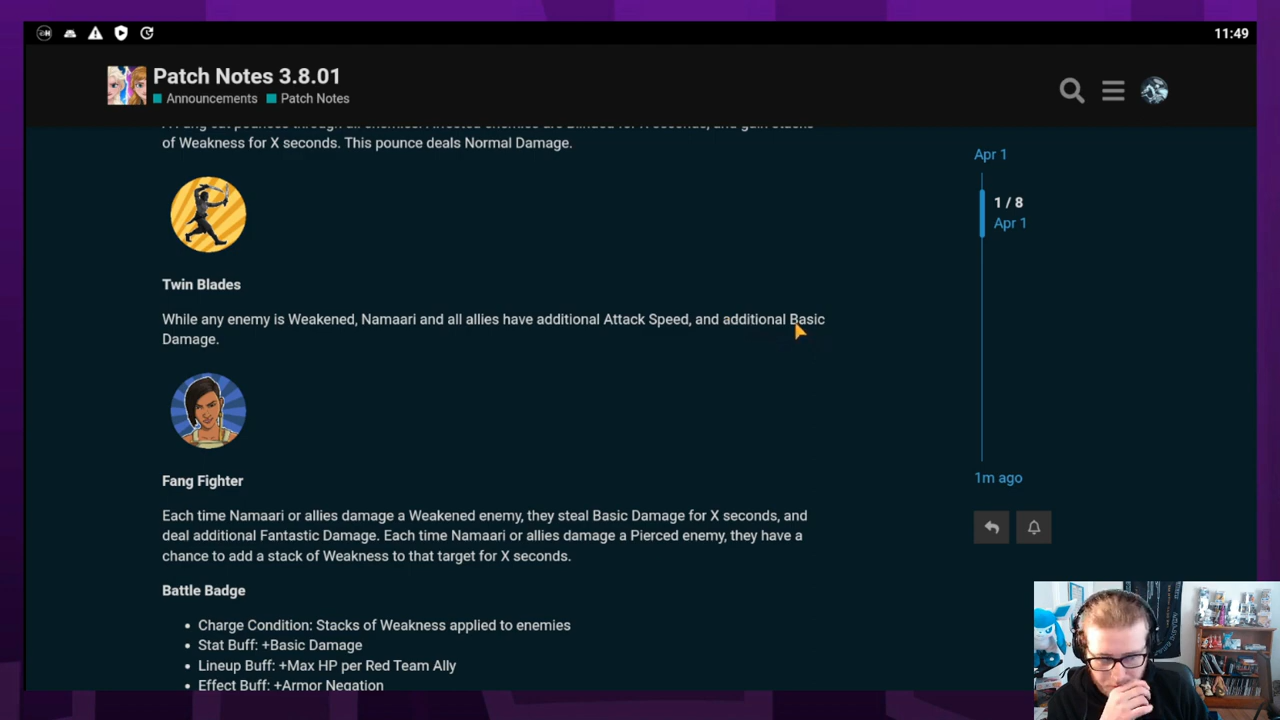 11:49
Patch Notes 3.8.01
Announcements Patch Notes
of Weakness for X seconds. This pounce deals Normal Damage.
Twin Blades
While any enemy is Weakened, Namaari and all allies have additional Attack Speed, and additional Basic
Damage.
Fang Fighter
Each time Namaari or allies damage a Weakened enemy, they steal Basic Damage for X seconds, and
deal additional Fantastic Damage. Each time Namaari or allies damage a Pierced enemy, they have a
chance to add a stack of Weakness to that target for X seconds.
Battle Badge
Charge Condition: Stacks of Weakness applied to enemies
Stat Buff: +Basic Damage
Lineup Buff: +Max HP per Red Team Ally
Effect Buff: +Armor Negation
Apr 1
1 / 8
Apr 1
1m ago